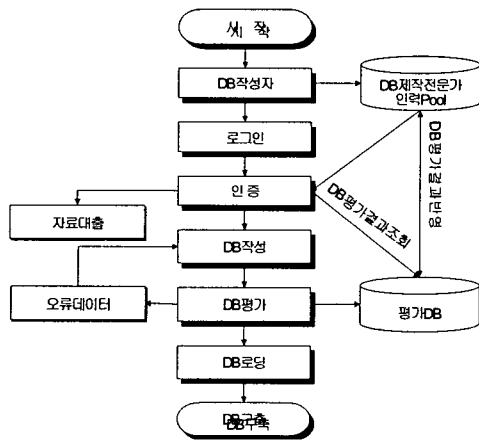 시 작
DB작성자
DB제작전문가
인력Pool
로그인
DB평가결과반영
인 증
DB평가결과조회
자료대출
DB작성
오류데이터
DB평가
평가DB
DB로딩
DB구축